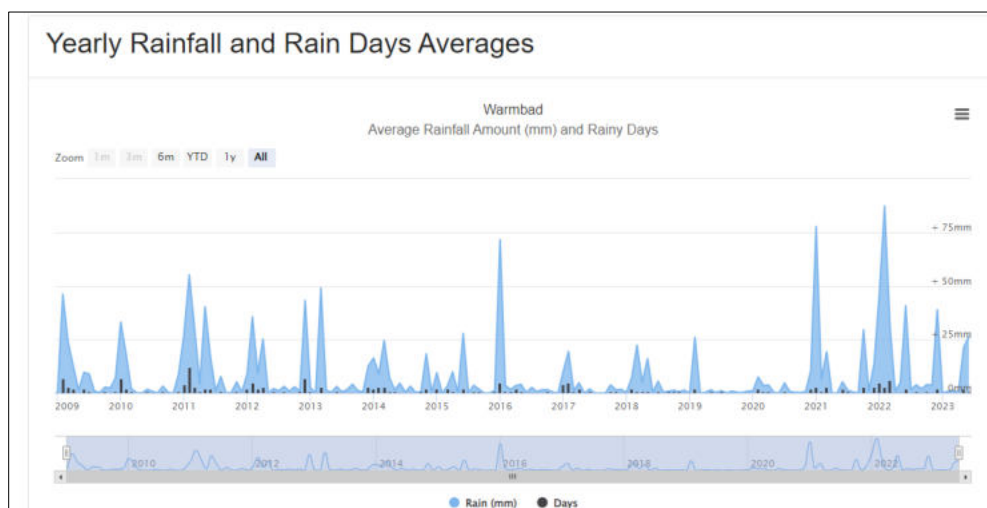 Yearly Rainfall and Rain Days Averages
Warmbad
Average Rainfall Amount (mm) and Rainy Days
Zoom 1m 3m 6m YTD 1y All
+ 75mm
+ 50mm
+ 25mm
0mm
2009 2010 2011 2012 2013 2014 2015 2016 2017 2018 2019 2020 2021 2022 2023
2010 2012 2014 2016 2018 2020 2022
Rain (mm) Days